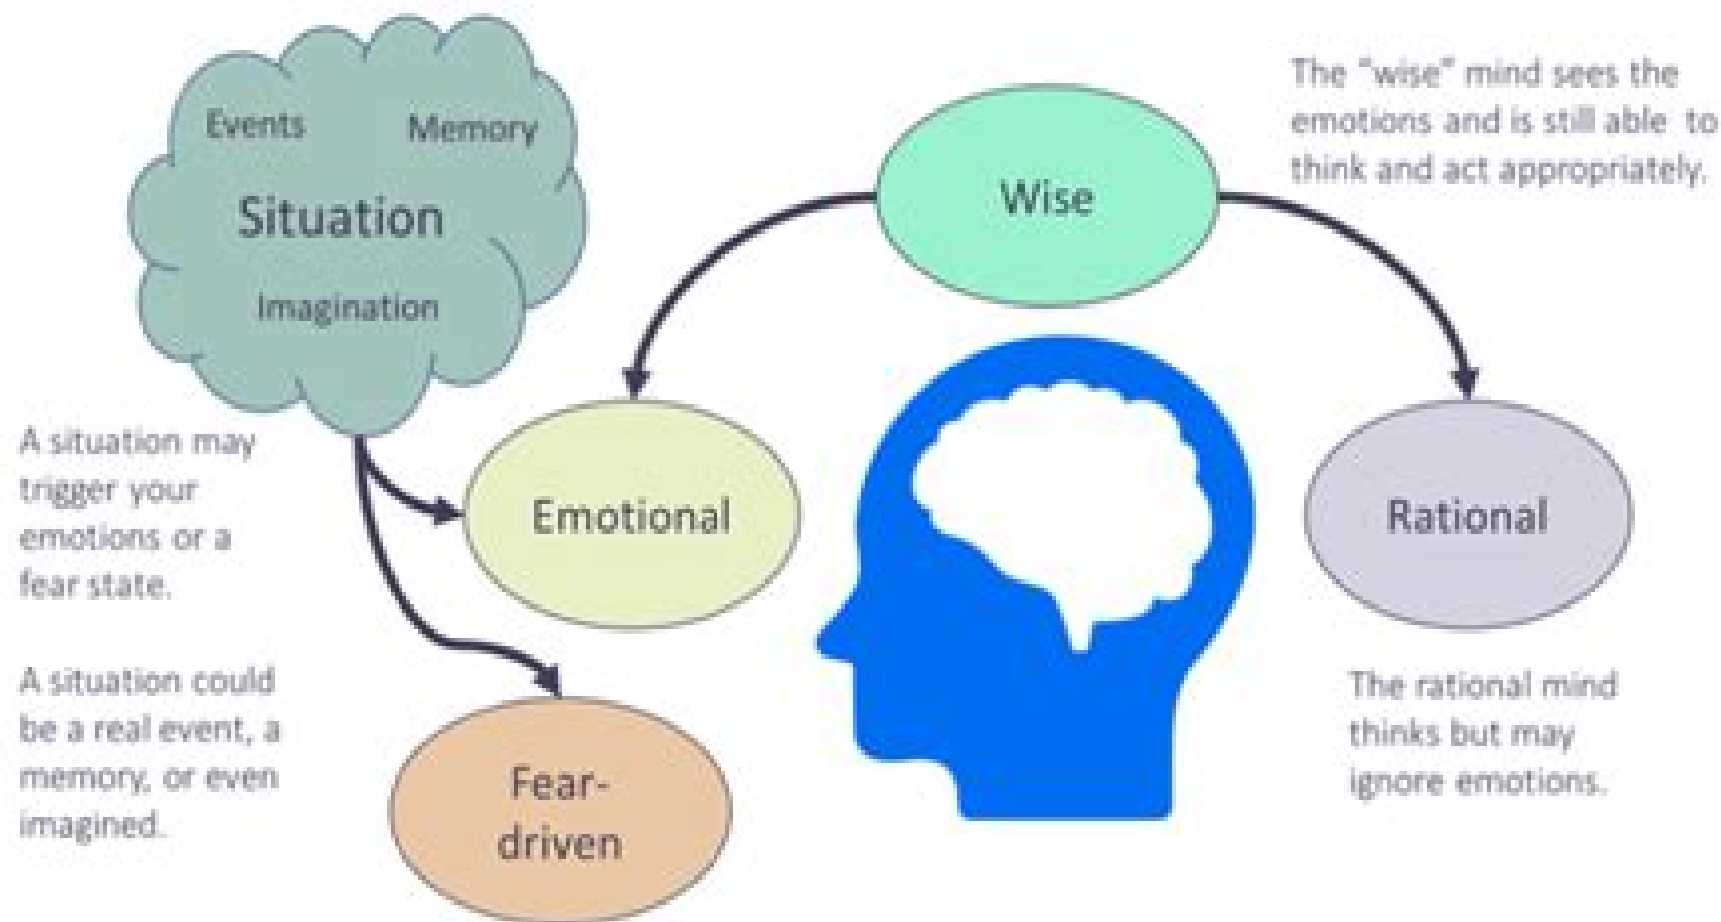 Events Memory
Situation
Imagination
A situation may
trigger your
emotions or a
fear state.
A situation could
be a real event, a
memory, or even
imagined.
Wise
The “wise” mind sees the
emotions and is still able to
think and act appropriately.
Emotional
Rational
The rational mind
thinks but may
ignore emotions.
Fear-
driven